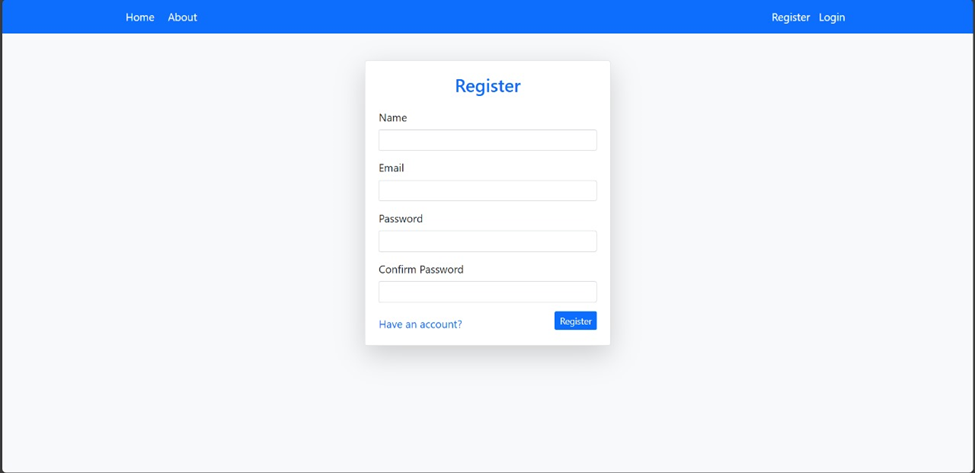 Home About Register Login
Register
Name
Email
Password
Confirm Password
Have an account? Register